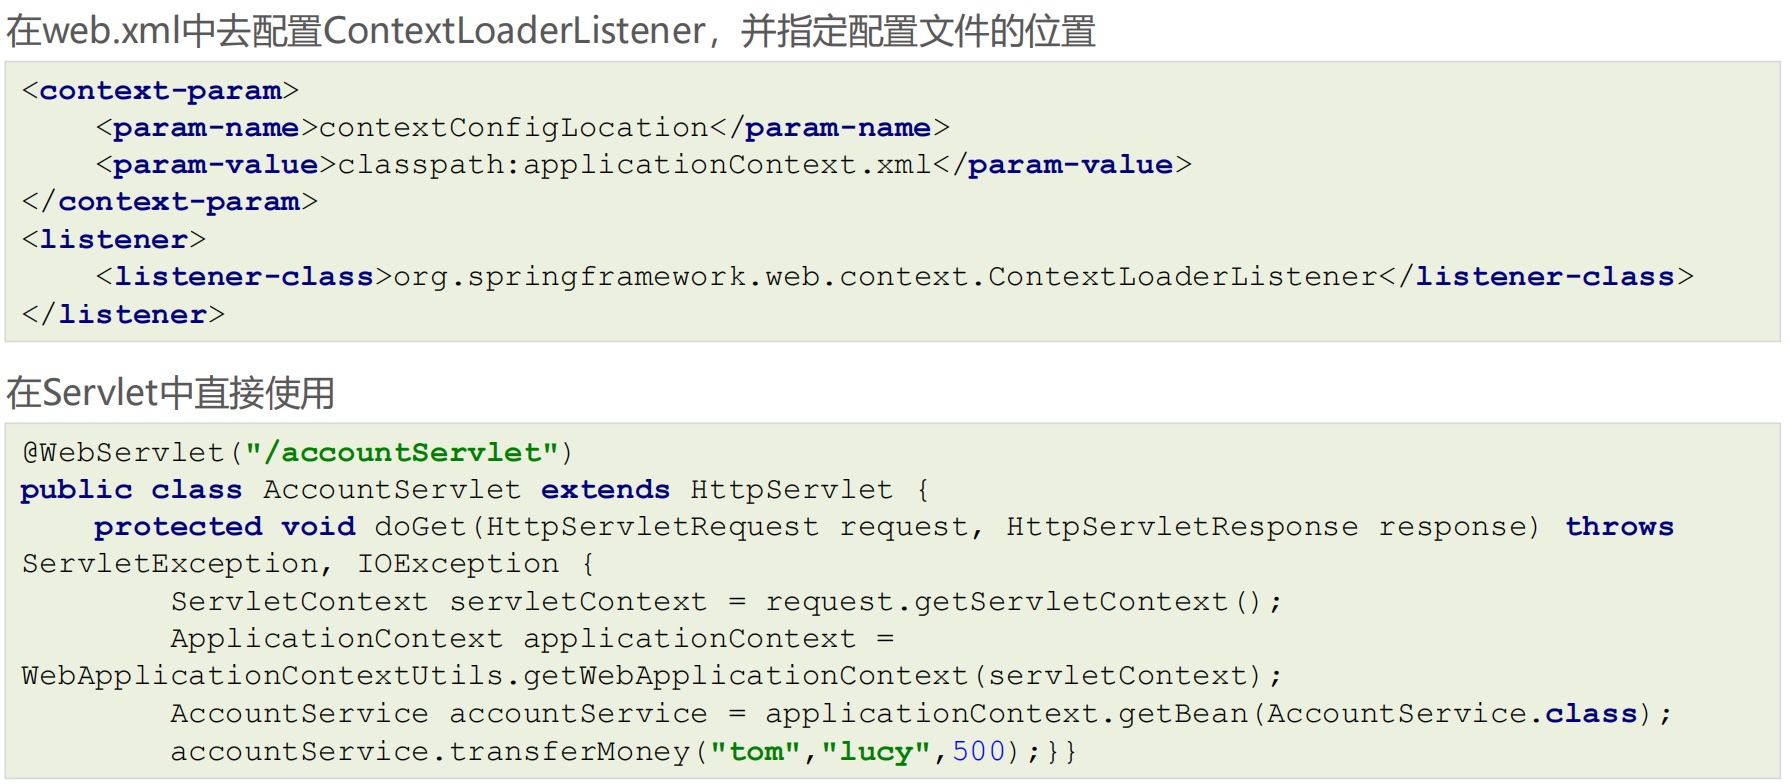 在web.xml中去配置ContextLoaderListener，并指定配置文件的位置
<context-param>
    <param-name>contextConfigLocation</param-name>
    <param-value>classpath:applicationContext.xml</param-value>
</context-param>
<listener>
    <listener-class>org.springframework.web.context.ContextLoaderListener</listener-class>
</listener>
在Servlet中直接使用
@WebServlet("/accountServlet")
public class AccountServlet extends HttpServlet {
    protected void doGet(HttpServletRequest request, HttpServletResponse response) throws
ServletException, IOException {
        ServletContext servletContext = request.getServletContext();
        ApplicationContext applicationContext =
WebApplicationContextUtils.getWebApplicationContext(servletContext);
        AccountService accountService = applicationContext.getBean(AccountService.class);
        accountService.transferMoney("tom","lucy",500);}}